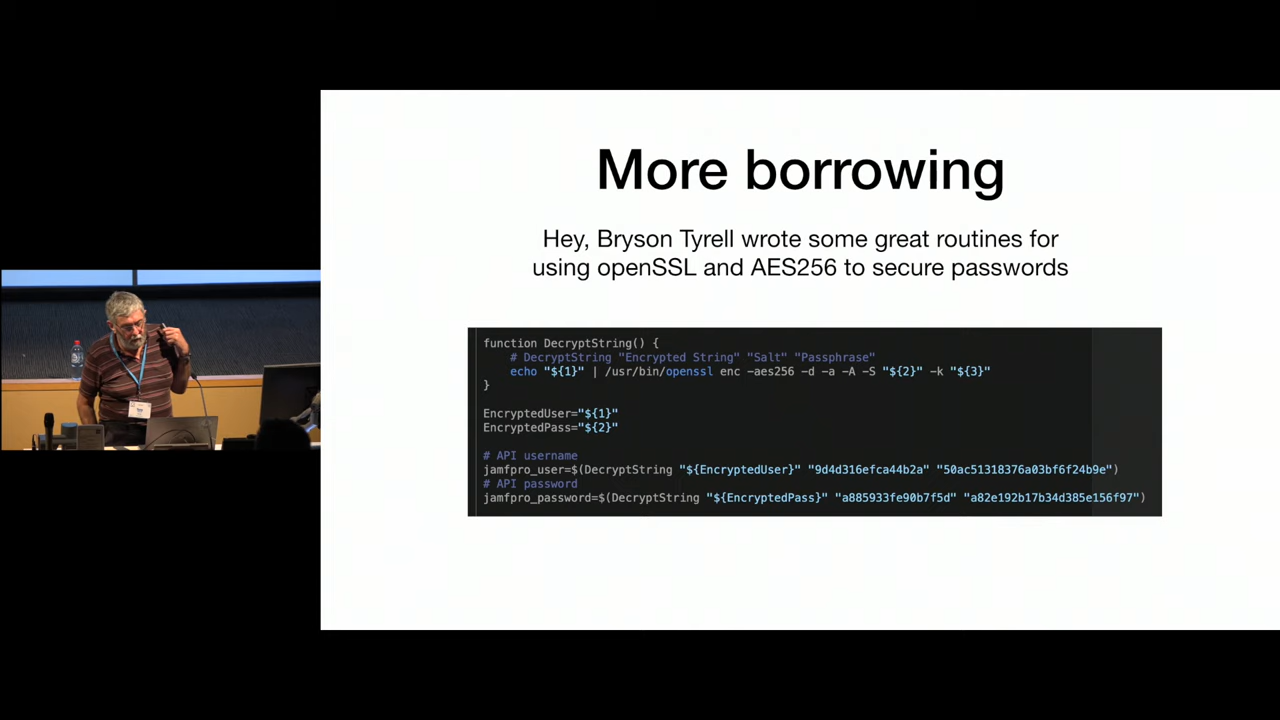 More borrowing
Hey, Bryson Tyrell wrote some great routines for
using openSSL and AES256 to secure passwords
function DecryptString() {
# DecryptString "Encrypted String" "Salt" "Passphrase"
echo "${1}" | /usr/bin/openssl enc -aes256 -d -a -A -S "${2}" -k "${3}"
}
EncryptedUser="${1}"
EncryptedPass="${2}"
# API username
jamfpro_user=$(DecryptString "${EncryptedUser}" "9d4d316efca44b2a" "50ac51318376a03bf6f24b9e")
# API password
jamfpro_password=$(DecryptString "${EncryptedPass}" "a885933fe90b7f5d" "a82e192b17b34d385e156f97")